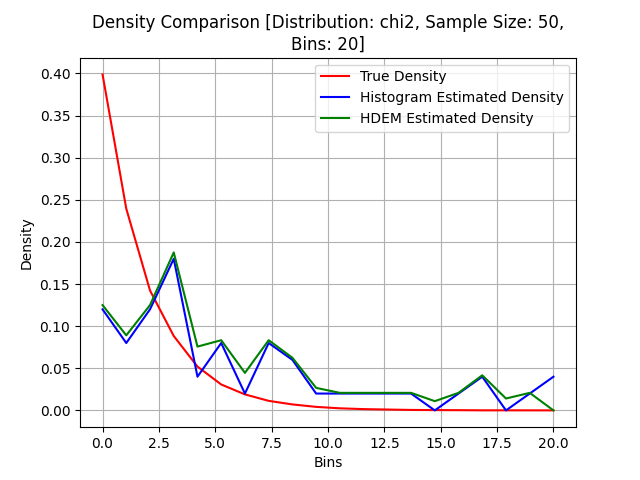 Density Comparison [Distribution: chi2, Sample Size: 50,
Bins: 20]
True Density
Histogram Estimated Density
HDEM Estimated Density
Density
0.40
0.35
0.30
0.25
0.20
0.15
0.10
0.05
0.00
0.0 2.5 5.0 7.5 10.0 12.5 15.0 17.5 20.0
Bins